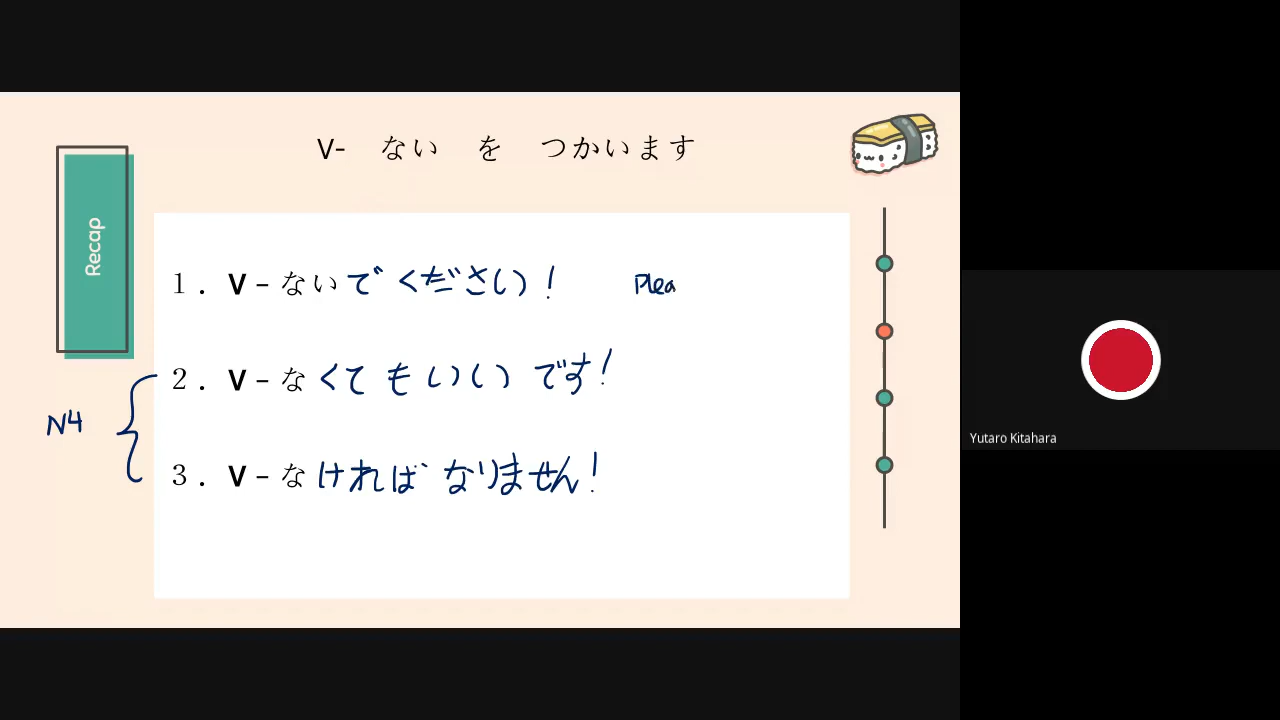 V- ない を つかいます
Recap
1. V－ないで ください! Plea
2. V－なくて もいい です!
N4
3. V－なければ なりません!
Yutaro Kitahara